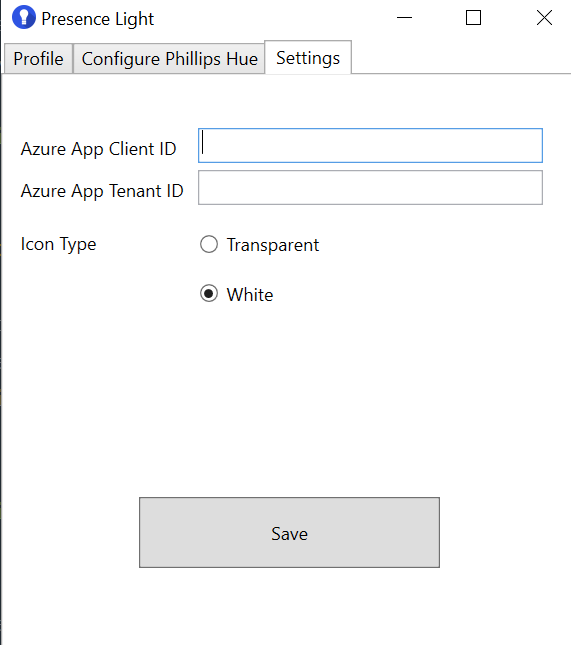 Presence Light
Profile Configure Phillips Hue Settings
Azure App Client ID
Azure App Tenant ID
Icon Type Transparent
White
Save